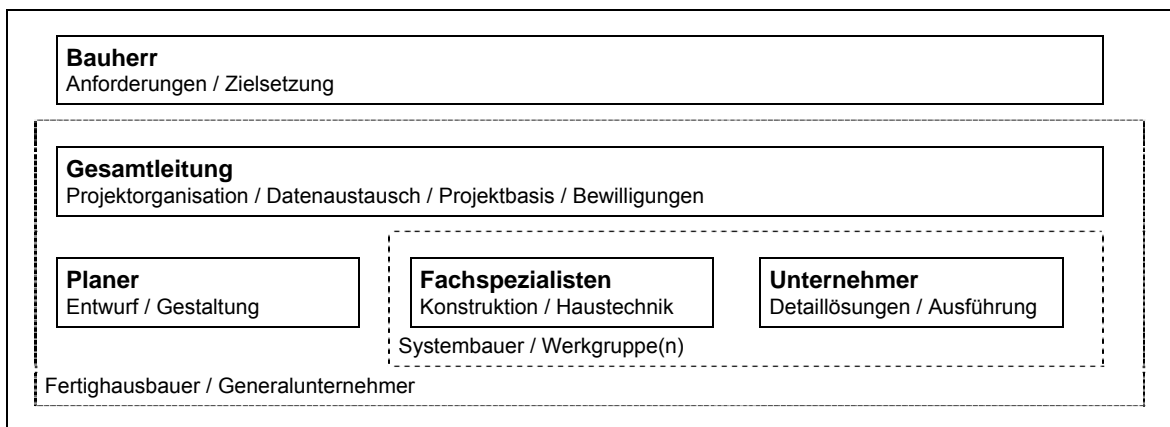 Bauherr
Anforderungen / Zielsetzung
Gesamtleitung
Projektorganisation / Datenaustausch / Projektbasis / Bewilligungen
Planer
Entwurf / Gestaltung
Fachspezialisten
Konstruktion / Haustechnik
Unternehmer
Detaillösungen / Ausführung
Systembauer / Werkgruppe(n)
Fertighausbauer / Generalunternehmer